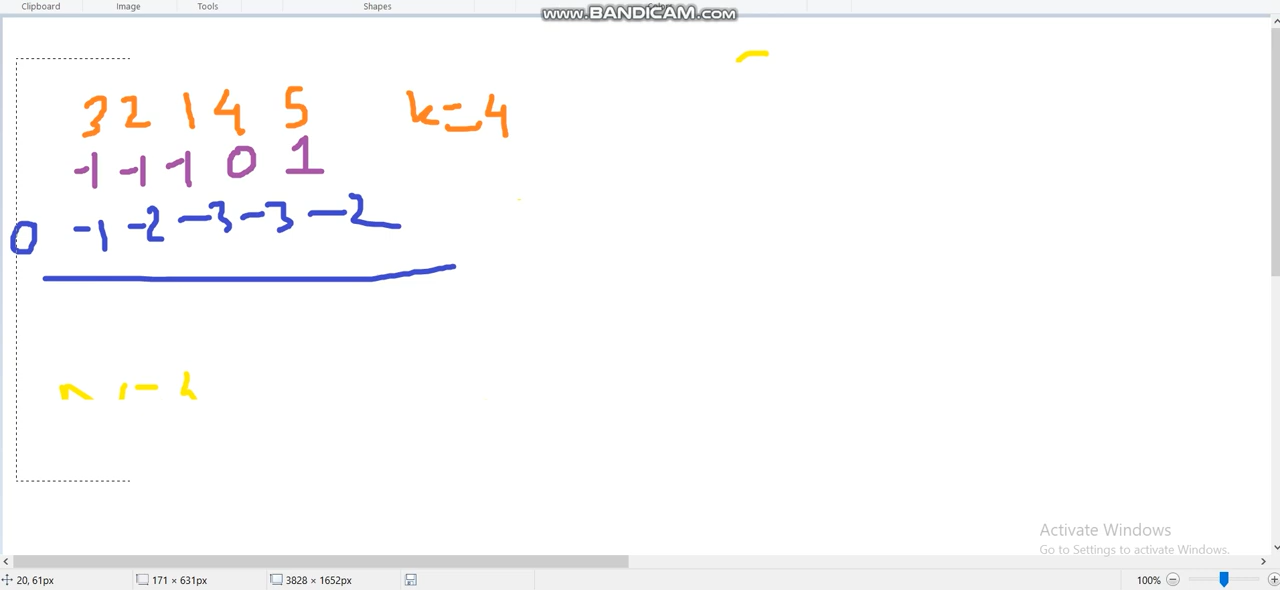 Clipboard Image Tools Shapes Colors
www.BANDICAM.com
3 2 1 4 5 k=4
-1 -1 -1 0 1
0 -1 -2 -3 -3 -2
Activate Windows
Go to Settings to activate Windows.
20, 61px 171 × 631px 3828 × 1652px 100%